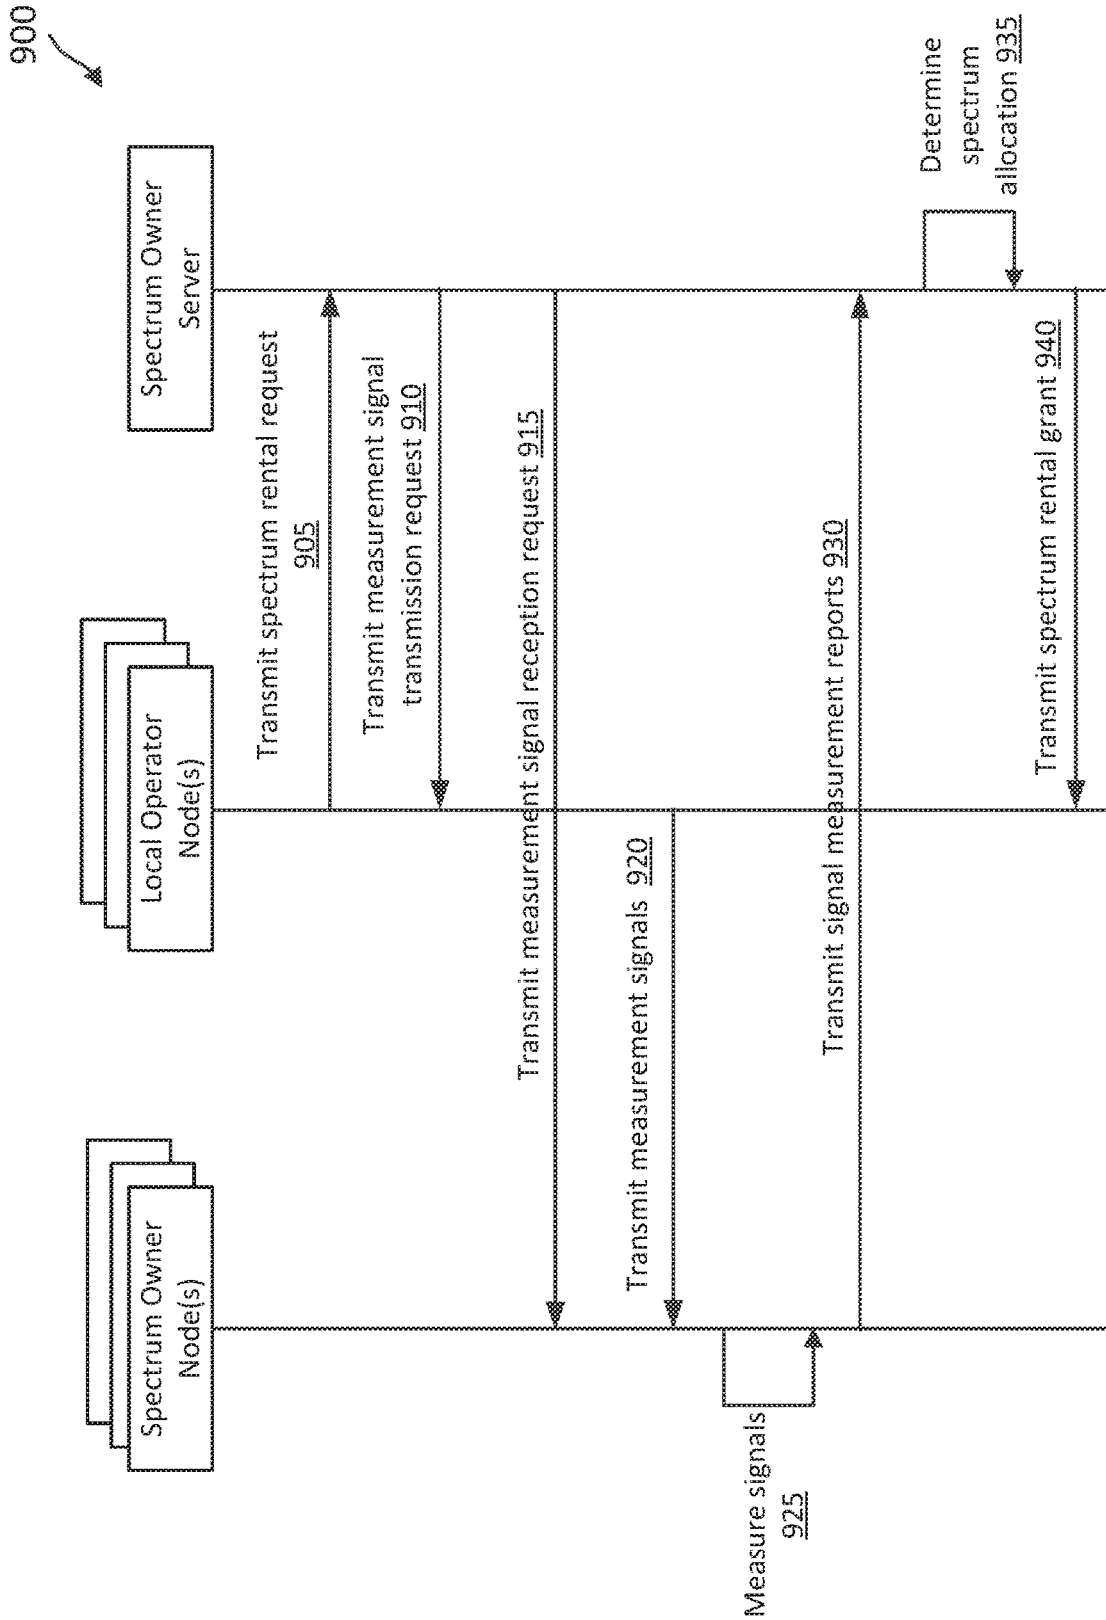 900
Spectrum Owner
Node(s)
Local Operator
Node(s)
Spectrum Owner
Server
Transmit spectrum rental request
905
Transmit measurement signal
transmission request 910
Transmit measurement signal reception request 915
Transmit measurement signals 920
Measure signals
925
Transmit signal measurement reports 930
Determine
spectrum
allocation 935
Transmit spectrum rental grant 940